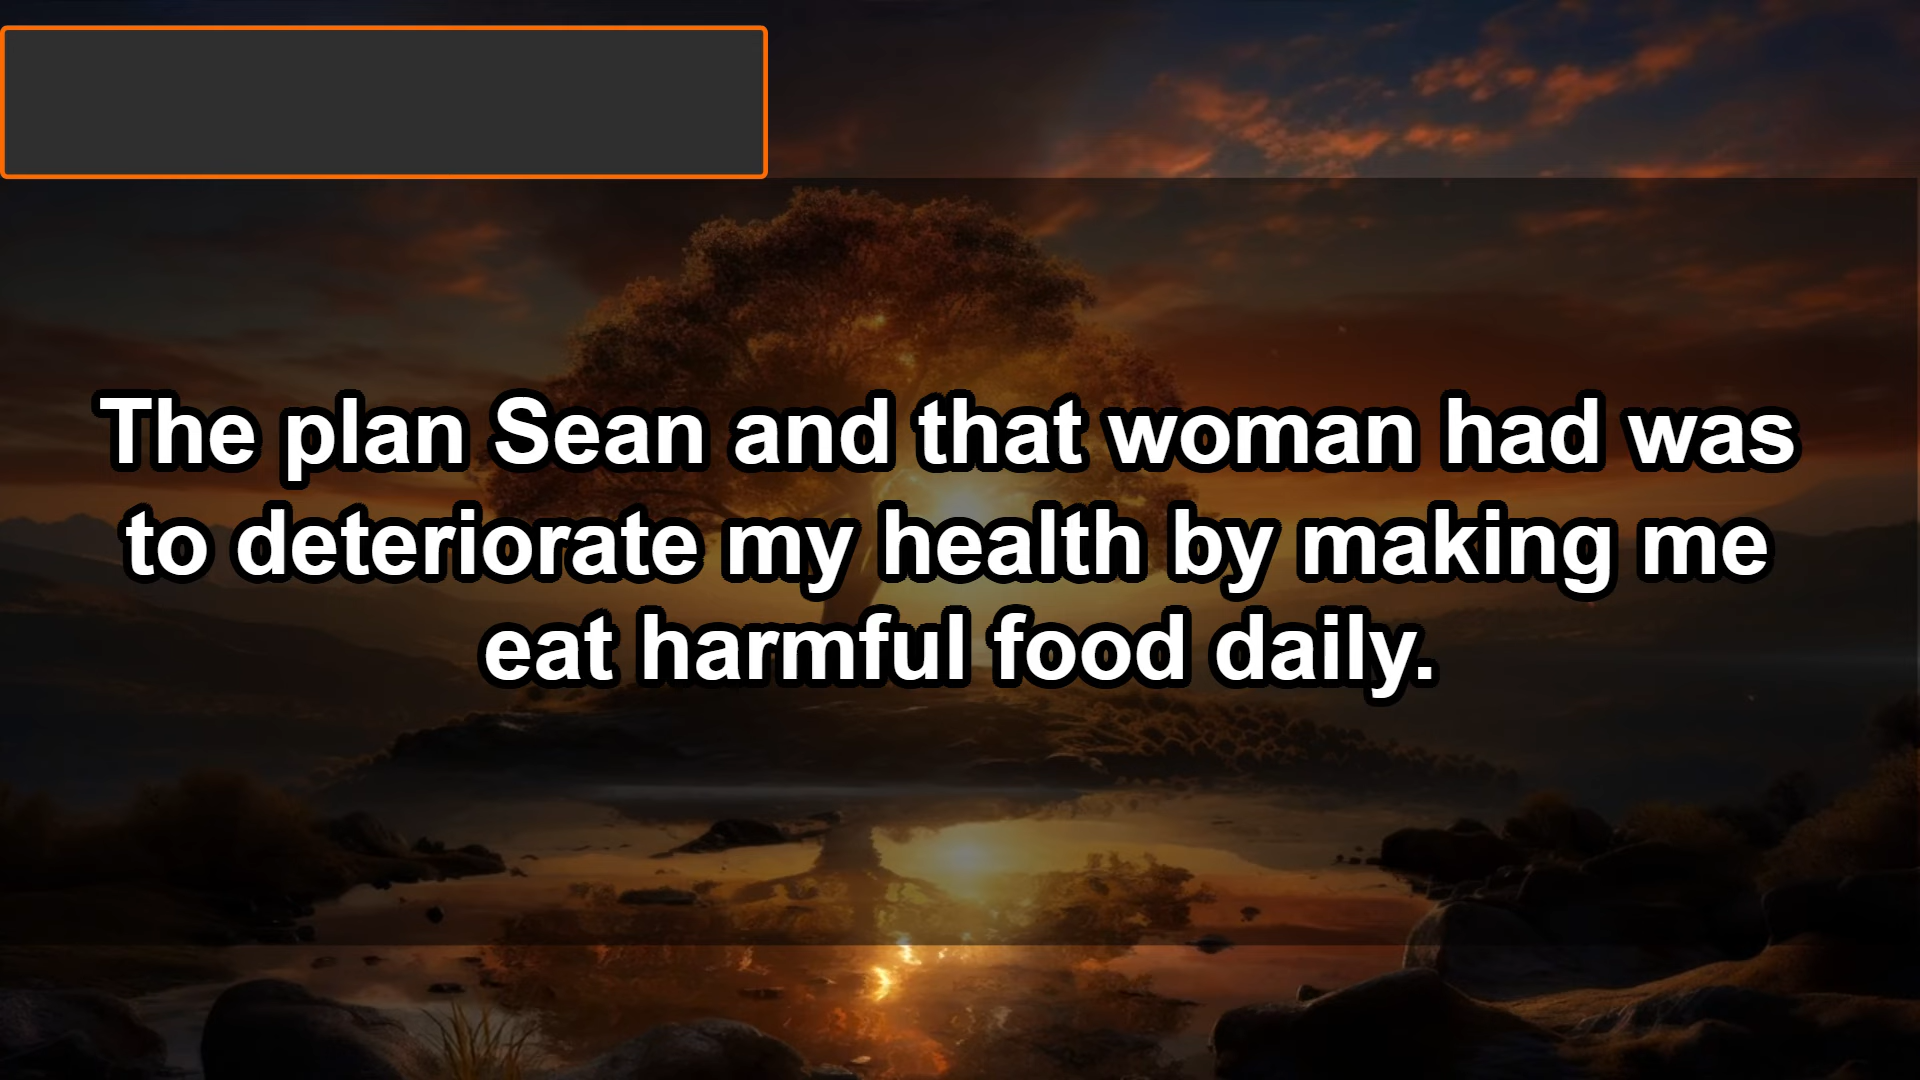 The plan Sean and that woman had was
to deteriorate my health by making me
eat harmful food daily.